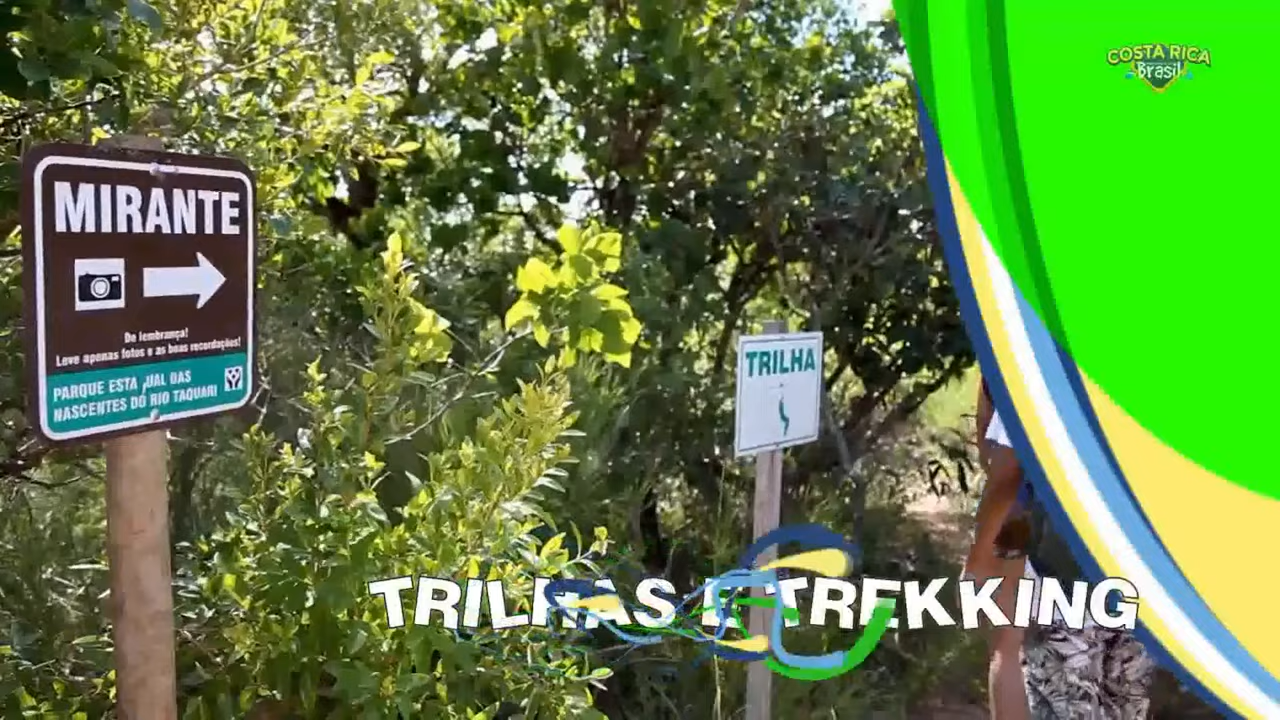 MIRANTE
De lembrança!
Leve apenas fotos e as boas recordações!
PARQUE ESTA UAL DAS
NASCENTES DO RIO TAQUARI
TRILHA
TRILHAS E TREKKING
COSTA RICA
Brasil